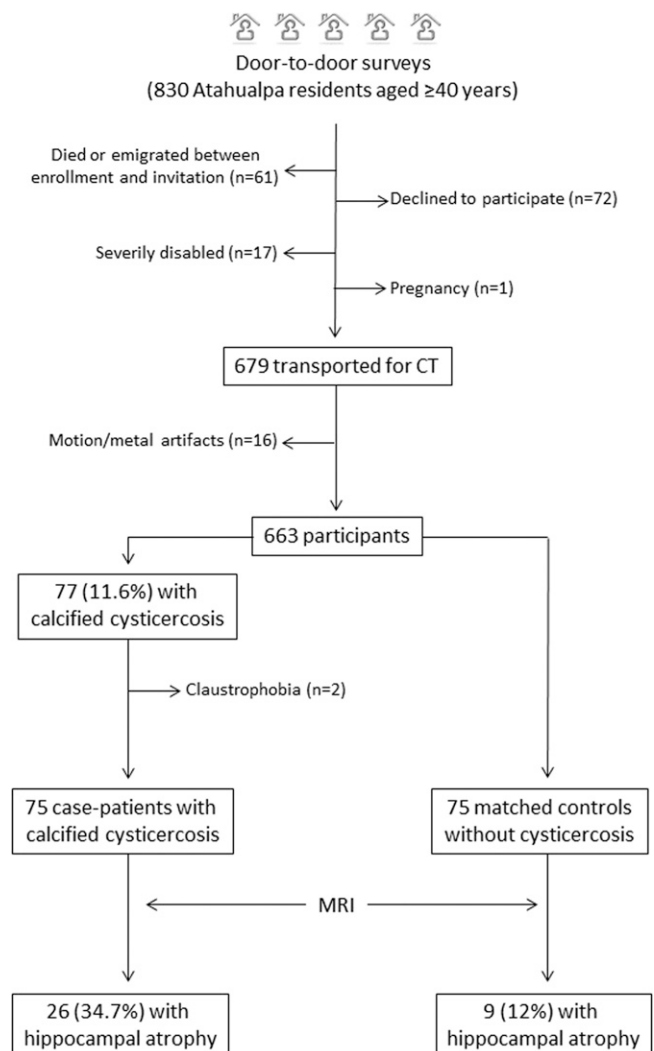 Door-to-door surveys
(830 Atahualpa residents aged ≥40 years)
Died or emigrated between
enrollment and invitation (n=61)
Declined to participate (n=72)
Severily disabled (n=17)
Pregnancy (n=1)
679 transported for CT
Motion/metal artifacts (n=16)
663 participants
77 (11.6%) with
calcified cysticercosis
Claustrophobia (n=2)
75 case-patients with
calcified cysticercosis
75 matched controls
without cysticercosis
MRI
26 (34.7%) with
hippocampal atrophy
9 (12%) with
hippocampal atrophy